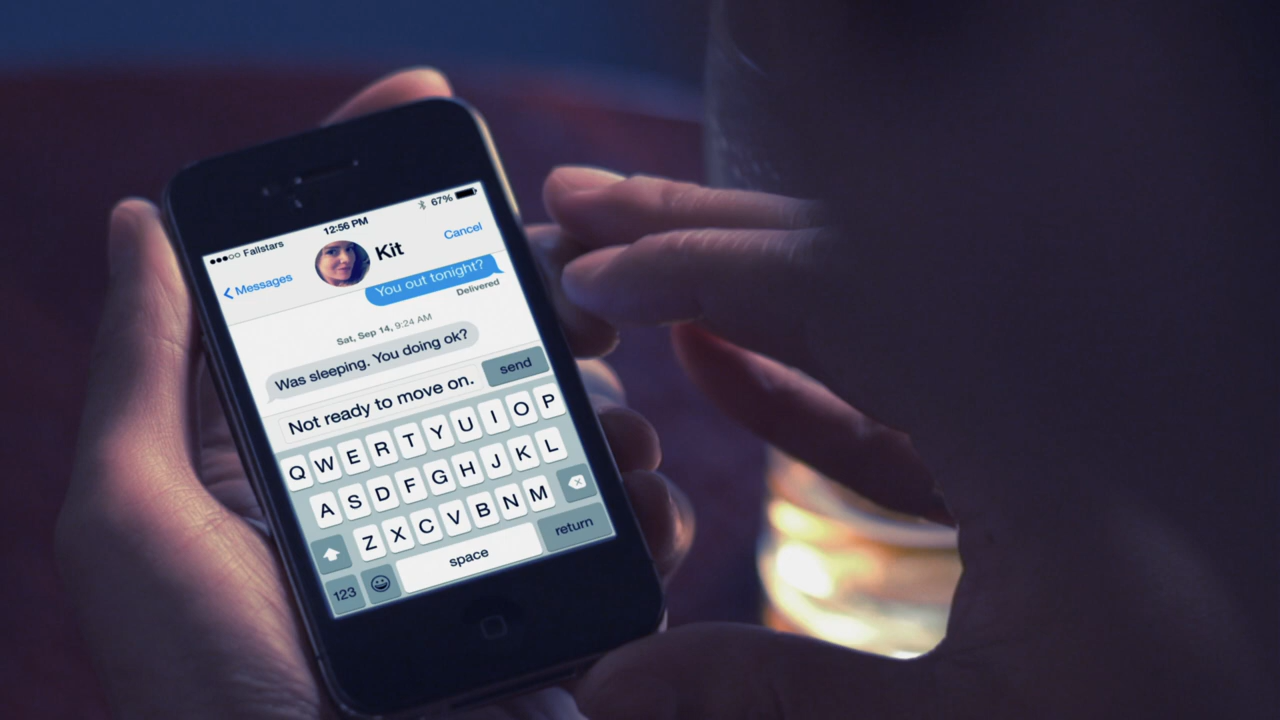 Fallstars 12:56 PM 67%
Messages Kit Cancel
You out tonight?
Delivered
Sat, Sep 14, 9:24 AM
Was sleeping. You doing ok?
Not ready to move on. send
Q W E R T Y U I O P
A S D F G H J K L
Z X C V B N M
123 space return